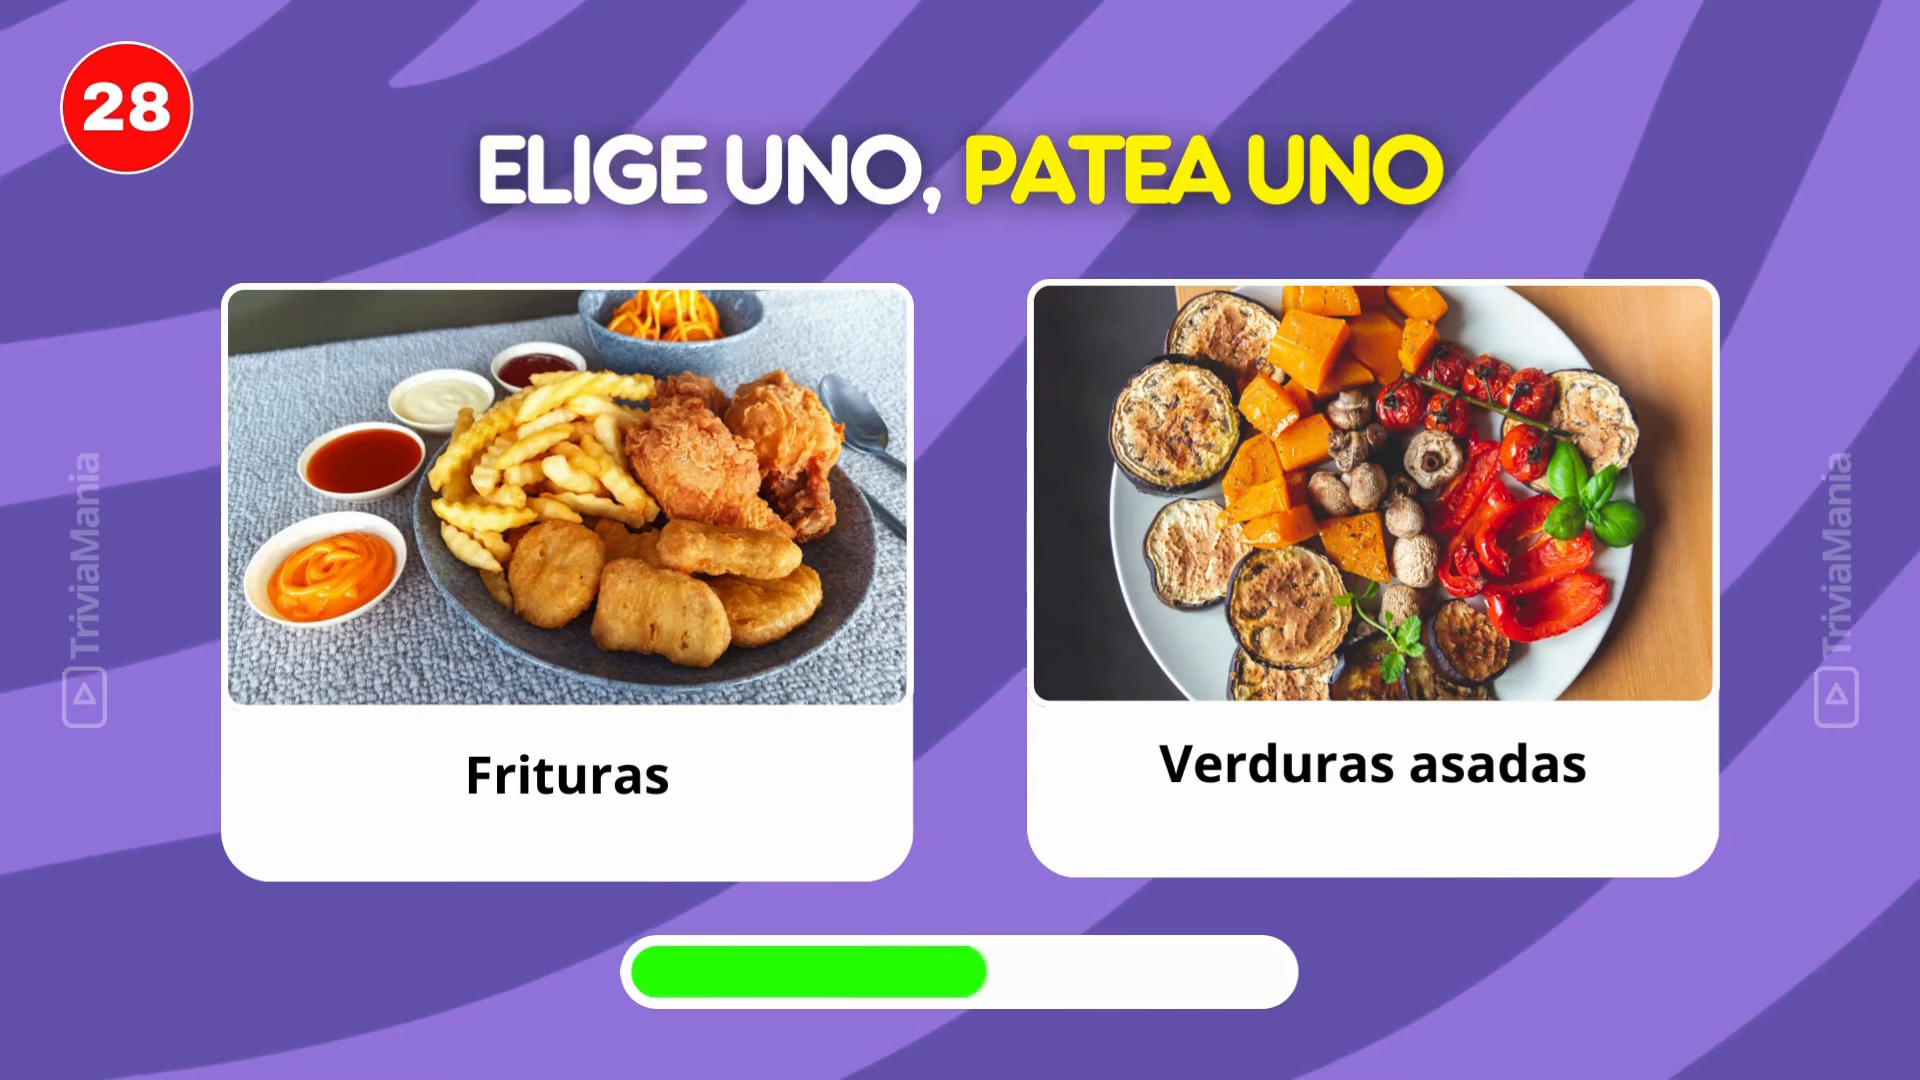 28
ELIGE UNO, PATEA UNO
Frituras
Verduras asadas
TriviaMania
TriviaMania